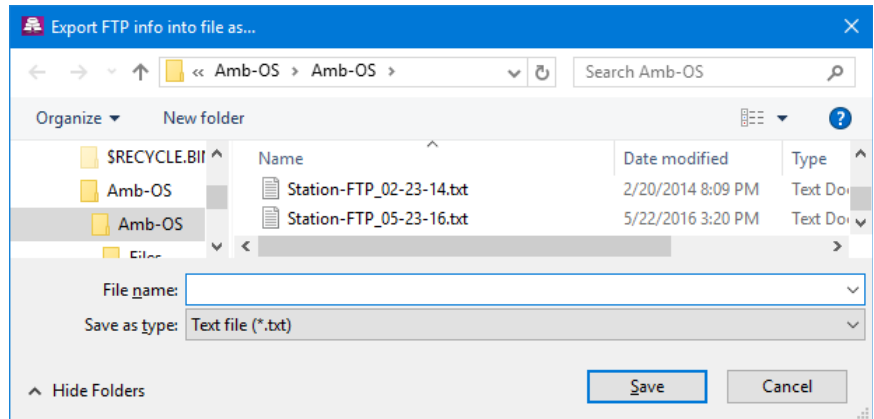 Export FTP info into file as...
« Amb-OS > Amb-OS >
Search Amb-OS
Organize
New folder
?
$RECYCLE.BIN
Name
Date modified
Type
Amb-OS
Station-FTP_02-23-14.txt
2/20/2014 8:09 PM
Text Do
Amb-OS
Station-FTP_05-23-16.txt
5/22/2016 3:20 PM
Text Do
Files
File name:
Save as type:
Text file (*.txt)
Hide Folders
Save
Cancel